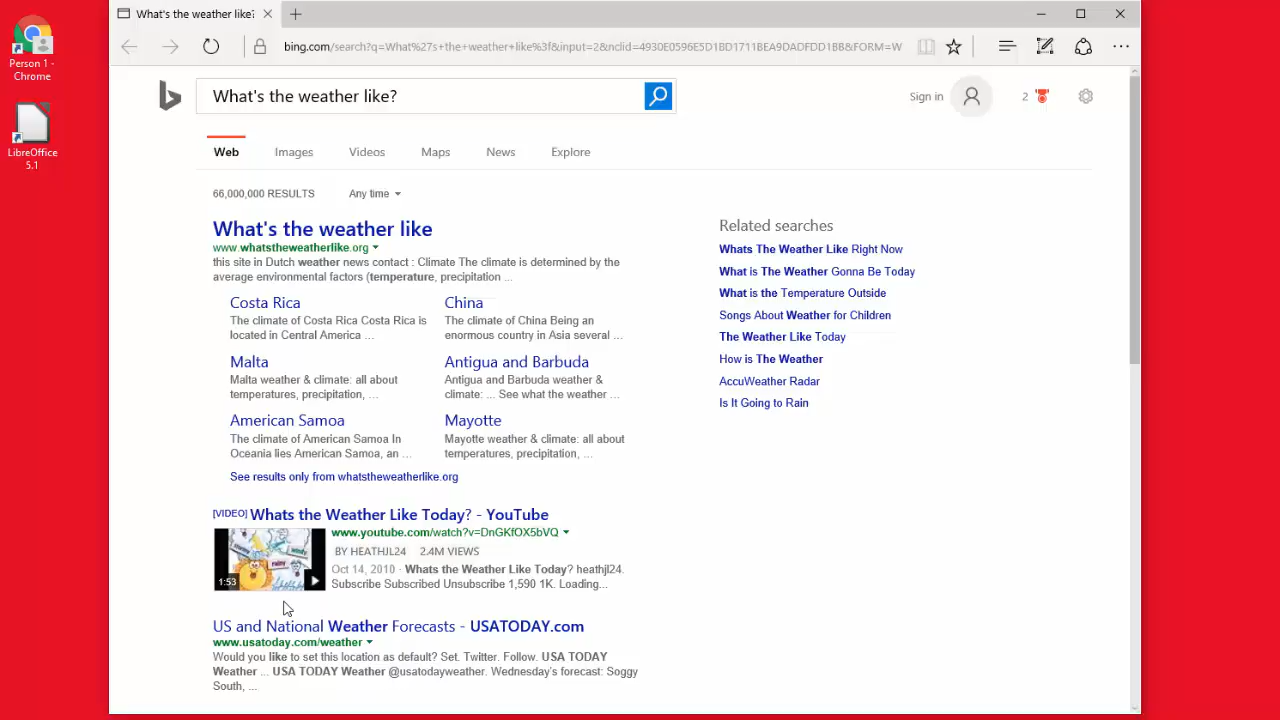 Person 1 -
Chrome
LibreOffice
5.1
What's the weather like?
bing.com/search?q=What%27s+the+weather+like%3f&input=2&nclid=4930E0596E5D1BD1711BEA9DADFDD1BB&FORM=W
What's the weather like?
Sign in
2
Web
Images
Videos
Maps
News
Explore
66,000,000 RESULTS
Any time
What's the weather like
www.whatstheweatherlike.org
this site in Dutch weather news contact : Climate The climate is determined by the
average environmental factors (temperature, precipitation ...
Costa Rica
The climate of Costa Rica Costa Rica is
located in Central America ...
China
The climate of China Being an
enormous country in Asia several ...
Malta
Malta weather & climate: all about
temperatures, precipitation, ...
Antigua and Barbuda
Antigua and Barbuda weather &
climate: ... See what the weather ...
American Samoa
The climate of American Samoa In
Oceania lies American Samoa, an ...
Mayotte
Mayotte weather & climate: all about
temperatures, precipitation, ...
See results only from whatstheweatherlike.org
[VIDEO] Whats the Weather Like Today? - YouTube
www.youtube.com/watch?v=DnGKfOX5bVQ
BY HEATHJL24 2.4M VIEWS
Oct 14, 2010 · Whats the Weather Like Today? heathjl24.
Subscribe Subscribed Unsubscribe 1,590 1K. Loading...
1:53
US and National Weather Forecasts - USATODAY.com
www.usatoday.com/weather
Would you like to set this location as default? Set. Twitter. Follow. USA TODAY
Weather ... USA TODAY Weather @usatodayweather. Wednesday's forecast: Soggy
South, ...
Related searches
Whats The Weather Like Right Now
What is The Weather Gonna Be Today
What is the Temperature Outside
Songs About Weather for Children
The Weather Like Today
How is The Weather
AccuWeather Radar
Is It Going to Rain